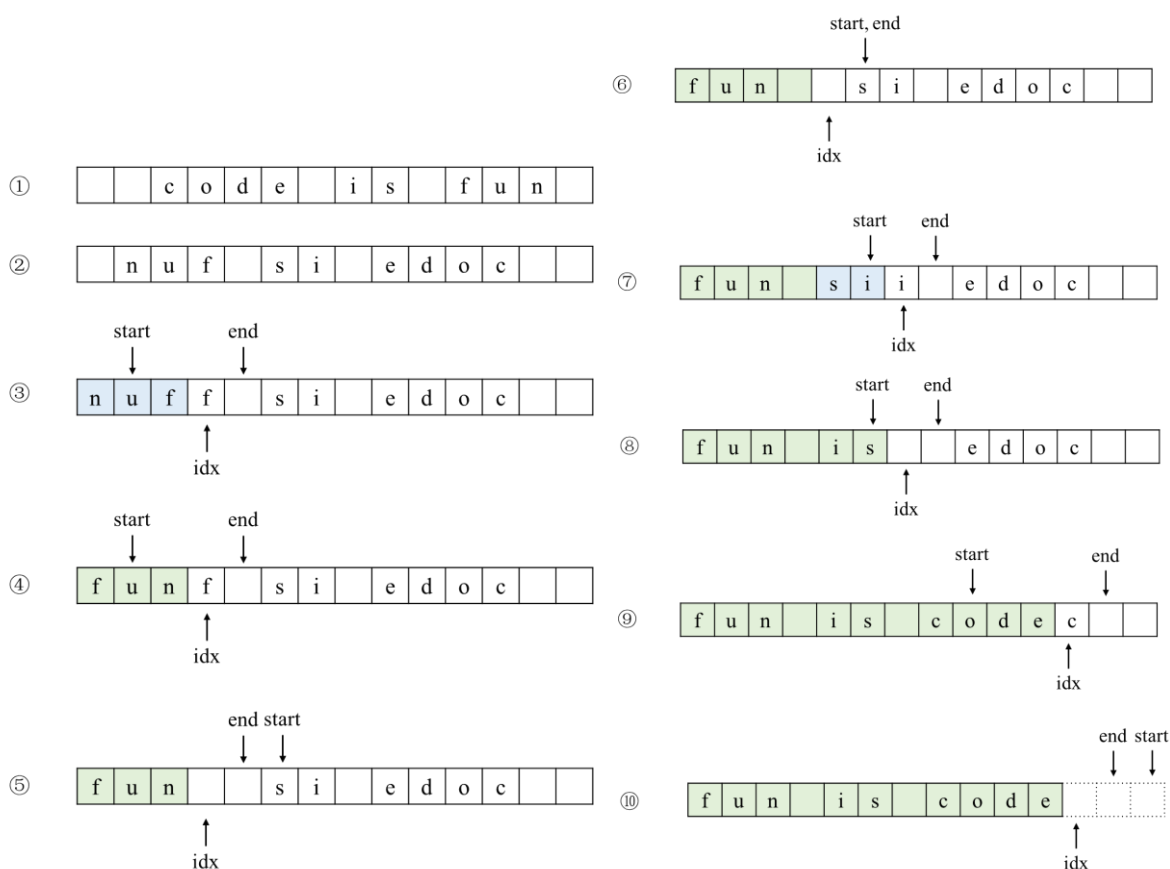 ① c o d e i s f u n
② n u f s i e d o c
start end
③ n u f f s i e d o c
idx
start end
④ f u n f s i e d o c
idx
end start
⑤ f u n s i e d o c
idx
start, end
⑥ f u n s i e d o c
idx
start end
⑦ f u n s i i e d o c
idx
start end
⑧ f u n i s e d o c
idx
start end
⑨ f u n i s c o d e c
idx
end start
⑩ f u n i s c o d e
idx